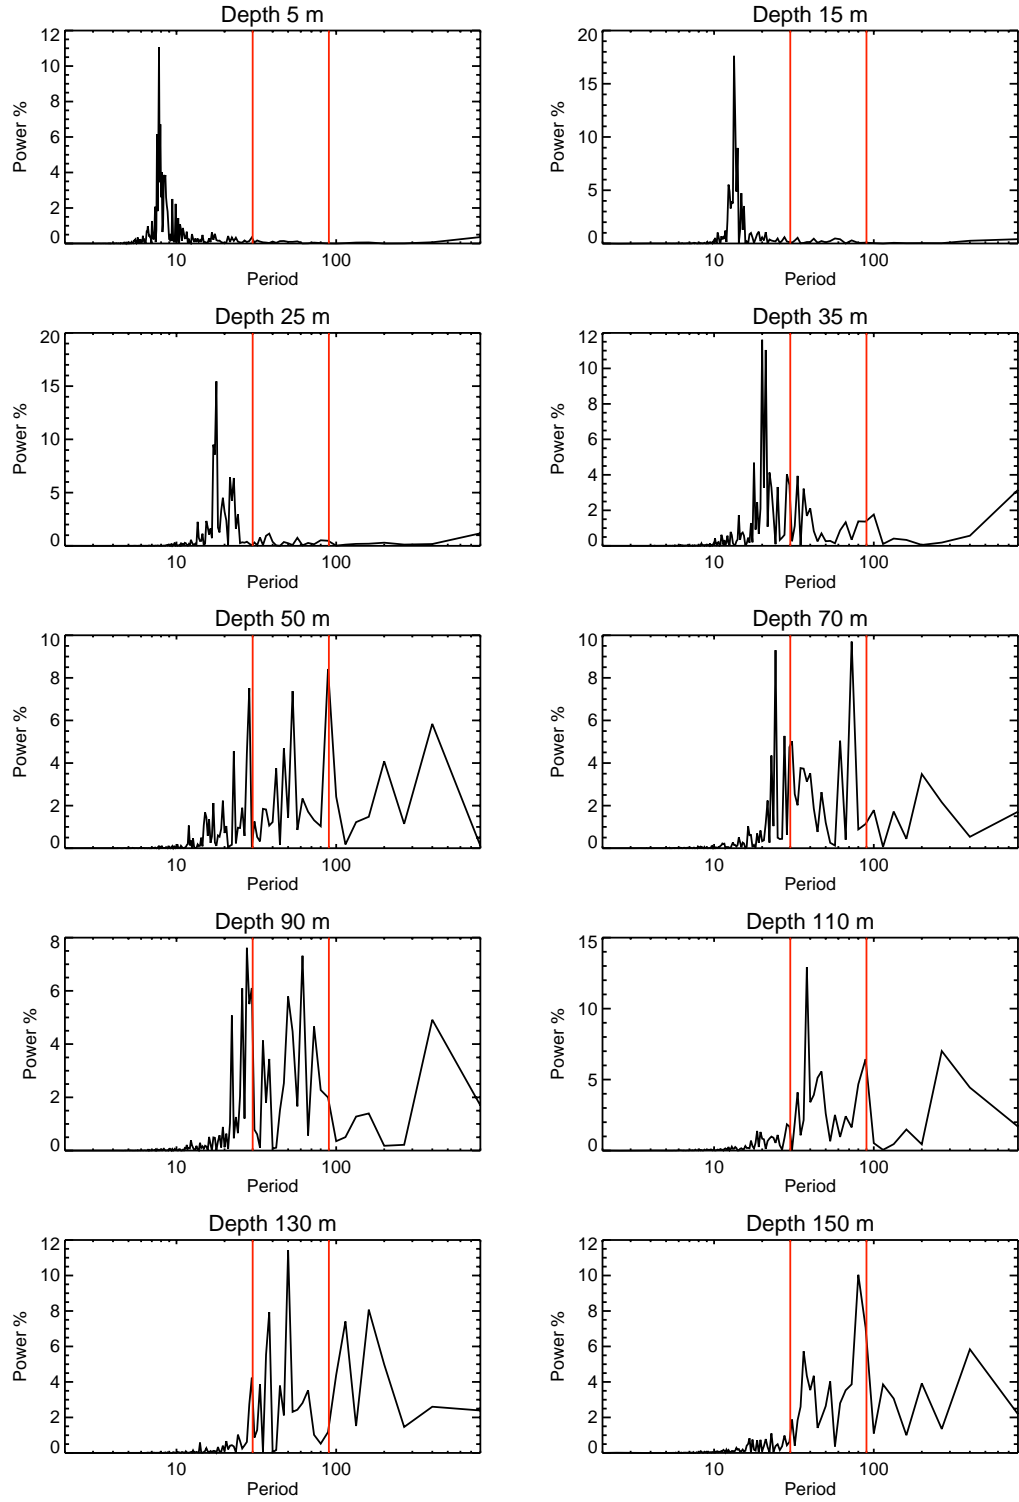 Depth 5 m
12
10
8
6
4
2
0
Power %
10
100
Period
Depth 15 m
20
15
10
5
0
Power %
10
100
Period
Depth 25 m
20
15
10
5
0
Power %
10
100
Period
Depth 35 m
12
10
8
6
4
2
0
Power %
10
100
Period
Depth 50 m
10
8
6
4
2
0
Power %
10
100
Period
Depth 70 m
10
8
6
4
2
0
Power %
10
100
Period
Depth 90 m
8
6
4
2
0
Power %
10
100
Period
Depth 110 m
15
10
5
0
Power %
10
100
Period
Depth 130 m
12
10
8
6
4
2
0
Power %
10
100
Period
Depth 150 m
12
10
8
6
4
2
0
Power %
10
100
Period